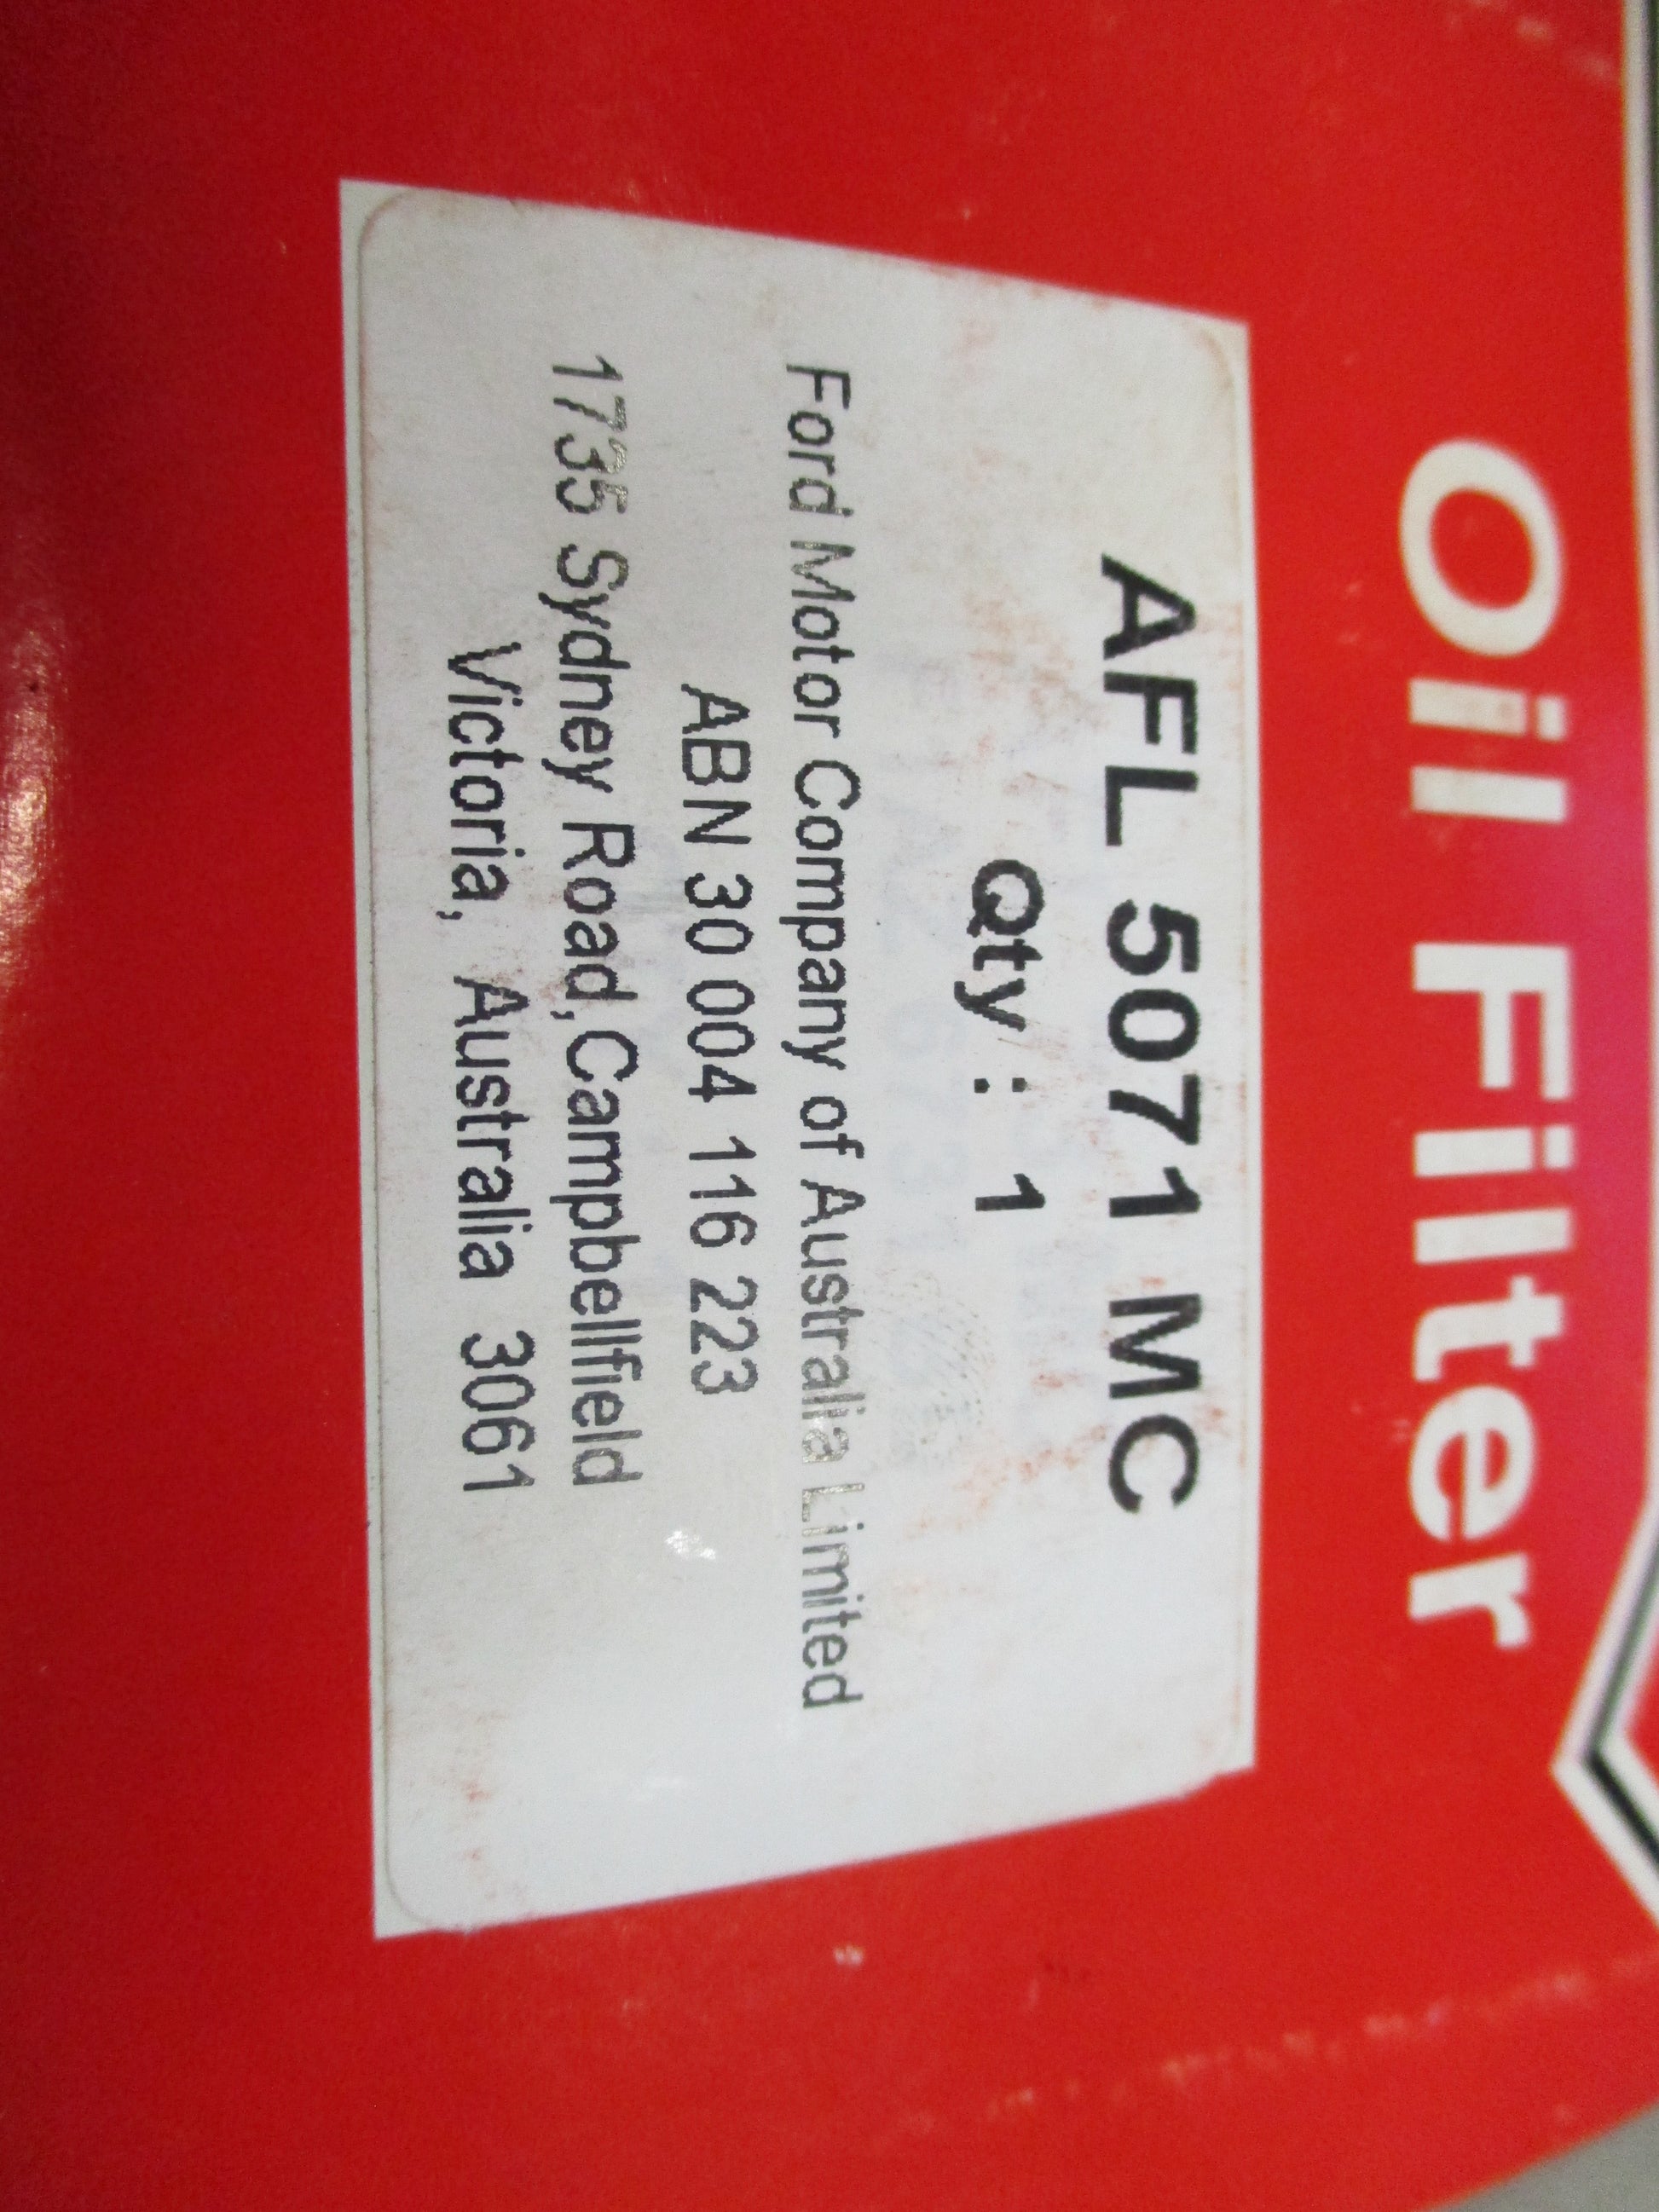 Oil Filter
AFL 5071 MC
Qty : 1
Ford Motor Company of Australia Limited
ABN 30 004 116 223
1735 Sydney Road,Campbellfield
Victoria, Australia 3061